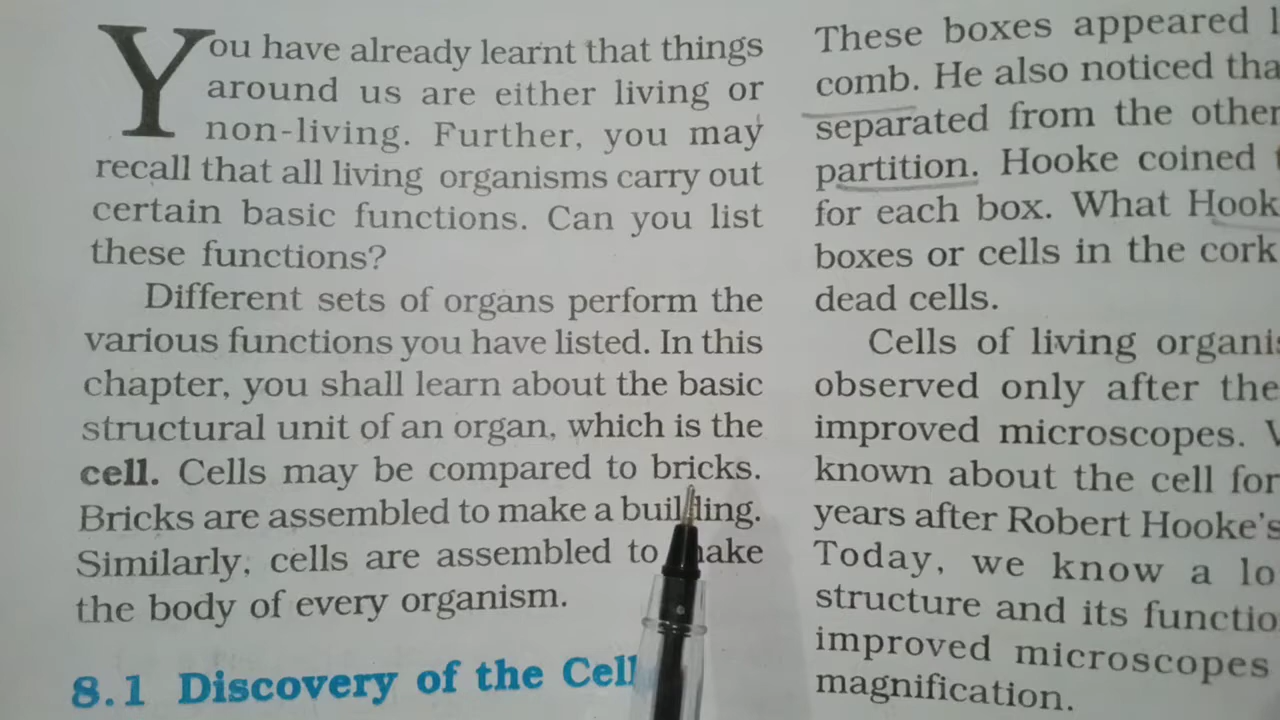 You have already learnt that things
around us are either living or
non-living. Further, you may
recall that all living organisms carry out
certain basic functions. Can you list
these functions?
Different sets of organs perform the
various functions you have listed. In this
chapter, you shall learn about the basic
structural unit of an organ, which is the
cell. Cells may be compared to bricks.
Bricks are assembled to make a building.
Similarly, cells are assembled to make
the body of every organism.
8.1 Discovery of the Cell
These boxes appeared
comb. He also noticed
separated from the other
partition. Hooke coined
for each box. What
boxes or cells in the cork
dead cells.
Cells of living
observed only after the
improved microscopes.
known about the cell for
years after Robert Hooke's
Today, we know a
structure and its
improved microscopes
magnification.